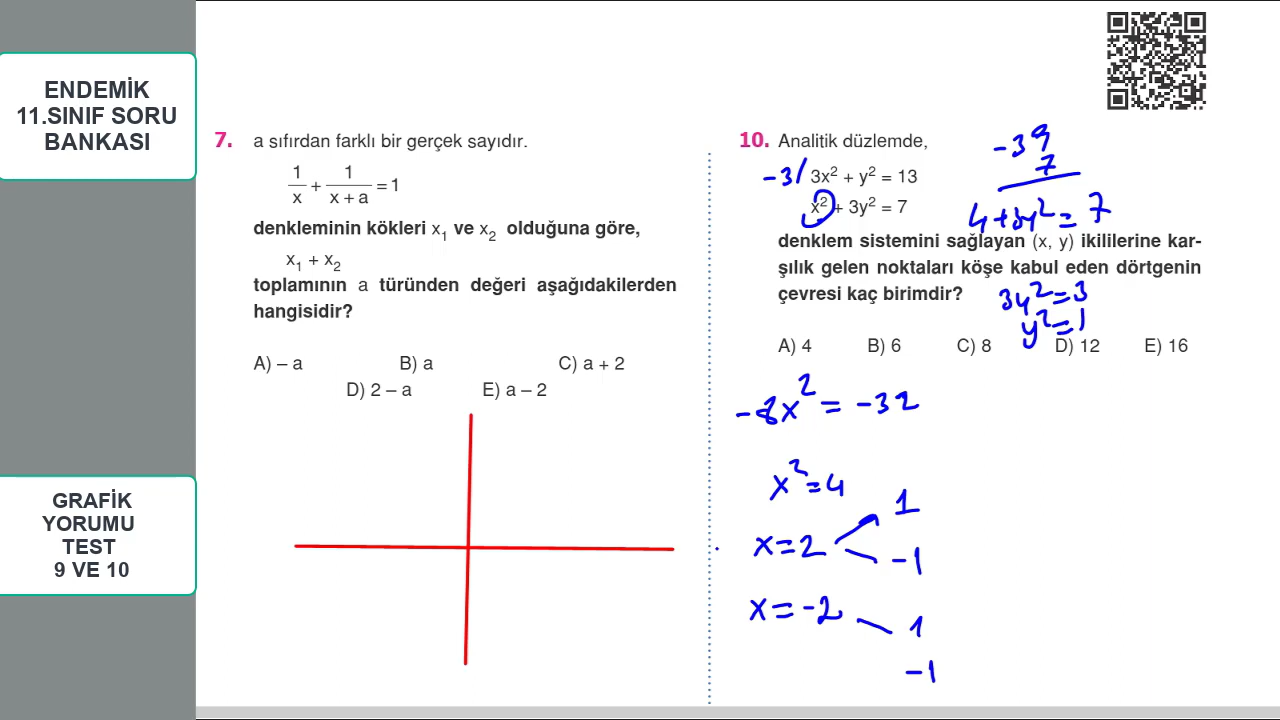 ENDEMİK
11.SINIF SORU
BANKASI
GRAFİK
YORUMU
TEST
9 VE 10
7. a sıfırdan farklı bir gerçek sayıdır.
1/x + 1/(x + a) = 1
denkleminin kökleri x₁ ve x₂ olduğuna göre,
x₁ + x₂
toplamının a türünden değeri aşağıdakilerden
hangisidir?
A) – a B) a C) a + 2
D) 2 – a E) a – 2
10. Analitik düzlemde,
-3/ 3x² + y² = 13
x² + 3y² = 7
denklem sistemini sağlayan (x, y) ikililerine kar-
şılık gelen noktaları köşe kabul eden dörtgenin
çevresi kaç birimdir?
A) 4 B) 6 C) 8 D) 12 E) 16
-39
7
4+3y²=7
3y²=3
y²=1
-8x² = -32
x²=4
x=2
1
-1
x=-2
1
-1